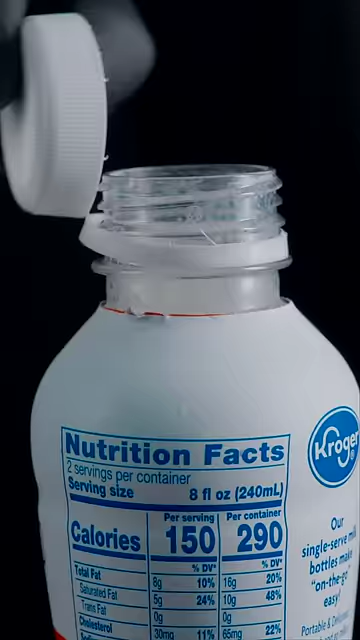 Nutrition Facts
2 servings per container
Serving size 8 fl oz (240mL)
Calories
Per serving
150
Per container
290
% DV* % DV*
Total Fat 8g 10% 16g 20%
Saturated Fat 5g 24% 10g 48%
Trans Fat 0g 0g
Cholesterol 30mg 11% 65mg 22%
Kroger
Our
single-serve
bottles
"on-the-go
easy!
Portable &